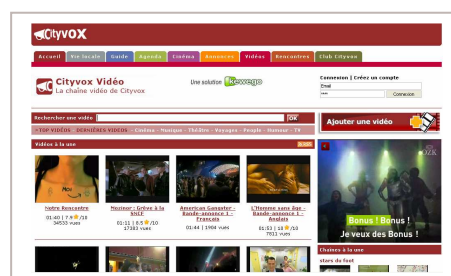 CityVOX
Accueil Vie locale Guide Agenda Cinéma Annonces Vidéos Rencontres Club Cityvox
Cityvox Vidéo
La chaîne vidéo de Cityvox
Une solution Kewego
Connexion | Créez un compte
Email
Connexion
Rechercher une vidéo OK
Ajouter une vidéo
>TOP VIDÉOS - DERNIÈRES VIDEOS - Cinéma - Musique - Théâtre - Voyages - People - Humour - TV
Vidéos à la une
Moi
Notre Rencontre
01:40 | 7.9 /10
34533 vues
Mozinor : Grève à la SNCF
01:11 | 8.5 /10
17383 vues
American Gangster - Bande-annonce 1 - Français
01:44 | 1904 vues
L'Homme sans âge - Bande-annonce 1 - Anglais
01:53 | 10 /10
7811 vues
Bonus ! Bonus !
Je veux des Bonus !
Chaînes à la une
stars du foot